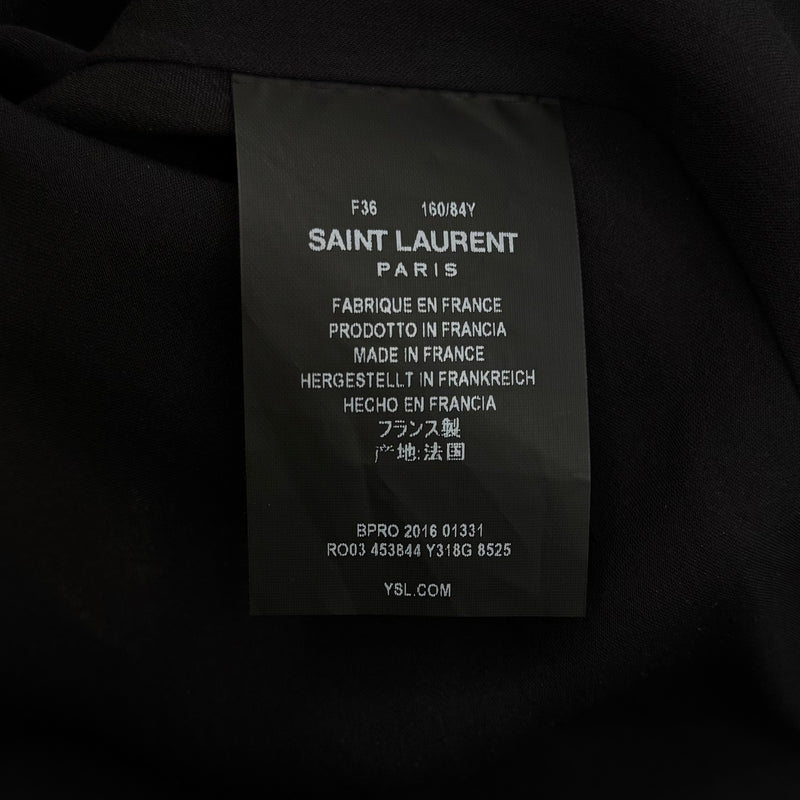 F36 160/84Y
SAINT LAURENT
PARIS
FABRIQUE EN FRANCE
PRODOTTO IN FRANCIA
MADE IN FRANCE
HERGESTELLT IN FRANKREICH
HECHO EN FRANCIA
フランス製
产地:法国
BPRO 2016 01331
RO03 453844 Y318G 8525
YSL.COM